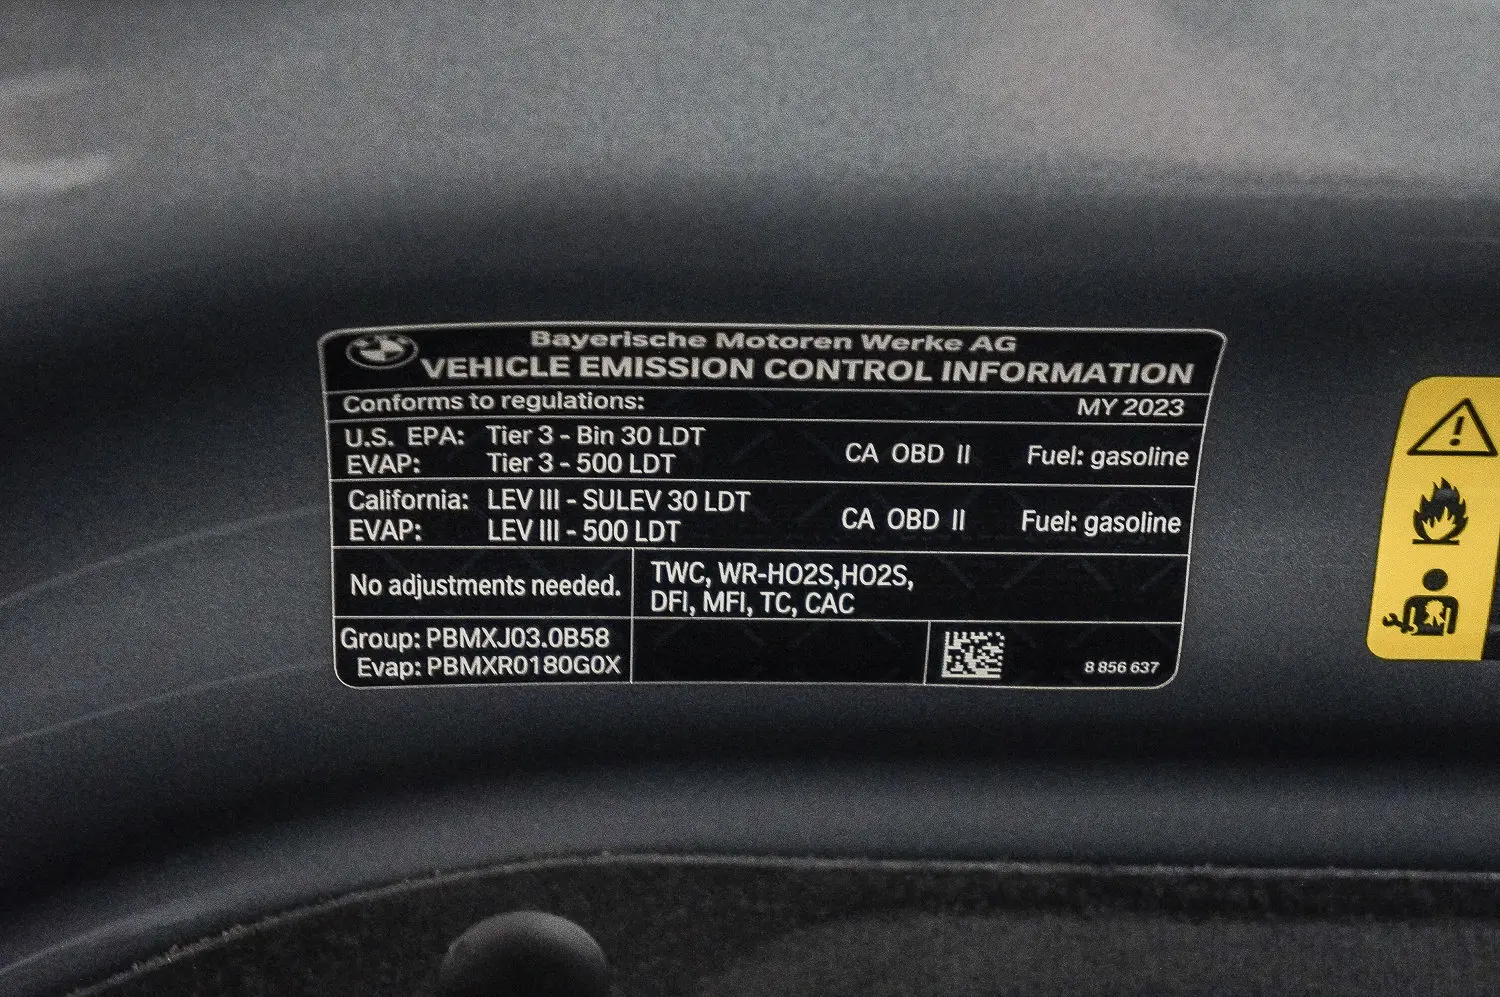 Bayerische Motoren Werke AG
VEHICLE EMISSION CONTROL INFORMATION
Conforms to regulations: MY 2023
U.S. EPA: Tier 3 - Bin 30 LDT CA OBD II Fuel: gasoline
EVAP: Tier 3 - 500 LDT
California: LEV III - SULEV 30 LDT CA OBD II Fuel: gasoline
EVAP: LEV III - 500 LDT
No adjustments needed.
TWC, WR-HO2S,HO2S,
DFI, MFI, TC, CAC
Group: PBMXJ03.0B58
Evap: PBMXR0180G0X
8 856 637